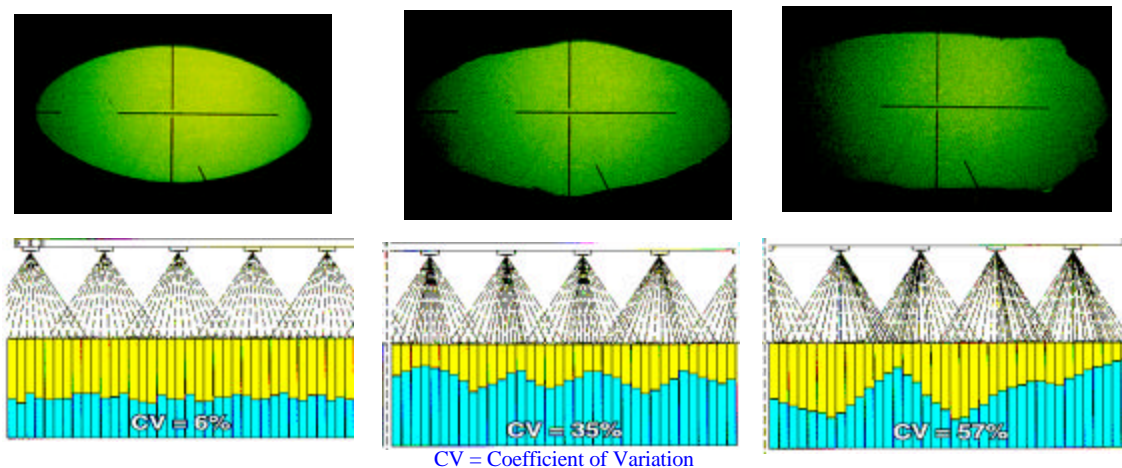 CV = 6%
CV = 35%
CV = 57%
CV = Coefficient of Variation